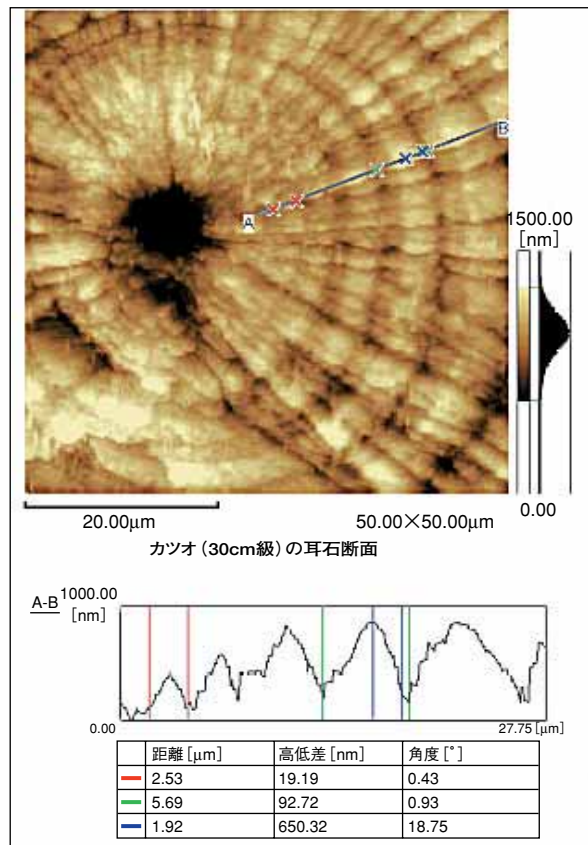 A
B
1500.00
[nm]
0.00
20.00μm
50.00×50.00μm
カツオ（30cm級）の耳石断面
A-B
1000.00
[nm]
0.00
27.75 [μm]
距離 [μm] 高低差 [nm] 角度 [°]
2.53 19.19 0.43
5.69 92.72 0.93
1.92 650.32 18.75